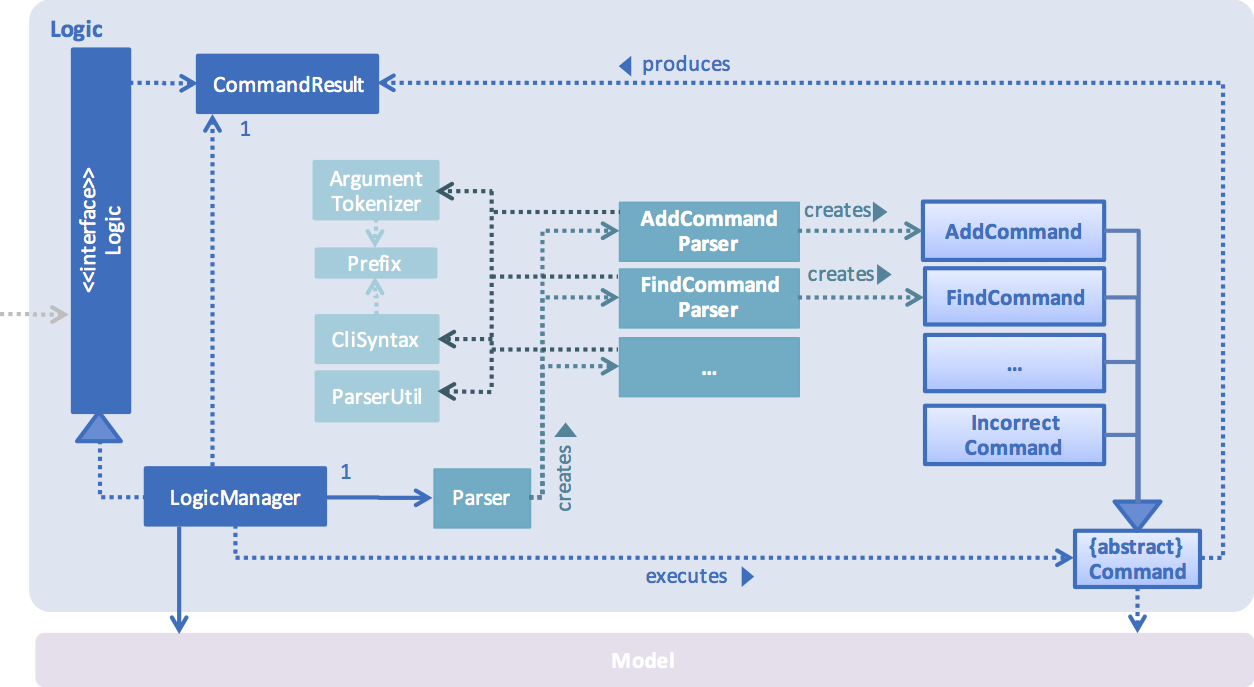 Logic
<<interface>>
Logic
CommandResult
produces
1
Argument
Tokenizer
Prefix
CliSyntax
ParserUtil
AddCommand
Parser
FindCommand
Parser
...
creates
creates
AddCommand
FindCommand
...
Incorrect
Command
LogicManager
1
Parser
creates
executes
{abstract}
Command
Model